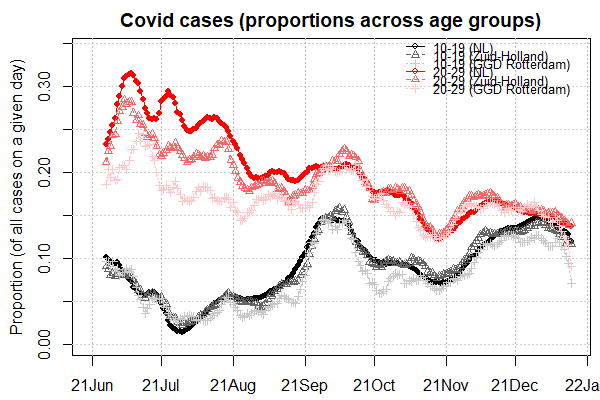 Covid cases (proportions across age groups)
10-19 (NL)
10-19 (Zuid-Holland)
10-19 (GGD Rotterdam)
20-29 (NL)
20-29 (Zuid-Holland)
20-29 (GGD Rotterdam)
Proportion (of all cases on a given day)
0.30
0.20
0.10
0.00
21Jun 21Jul 21Aug 21Sep 21Oct 21Nov 21Dec 22Ja